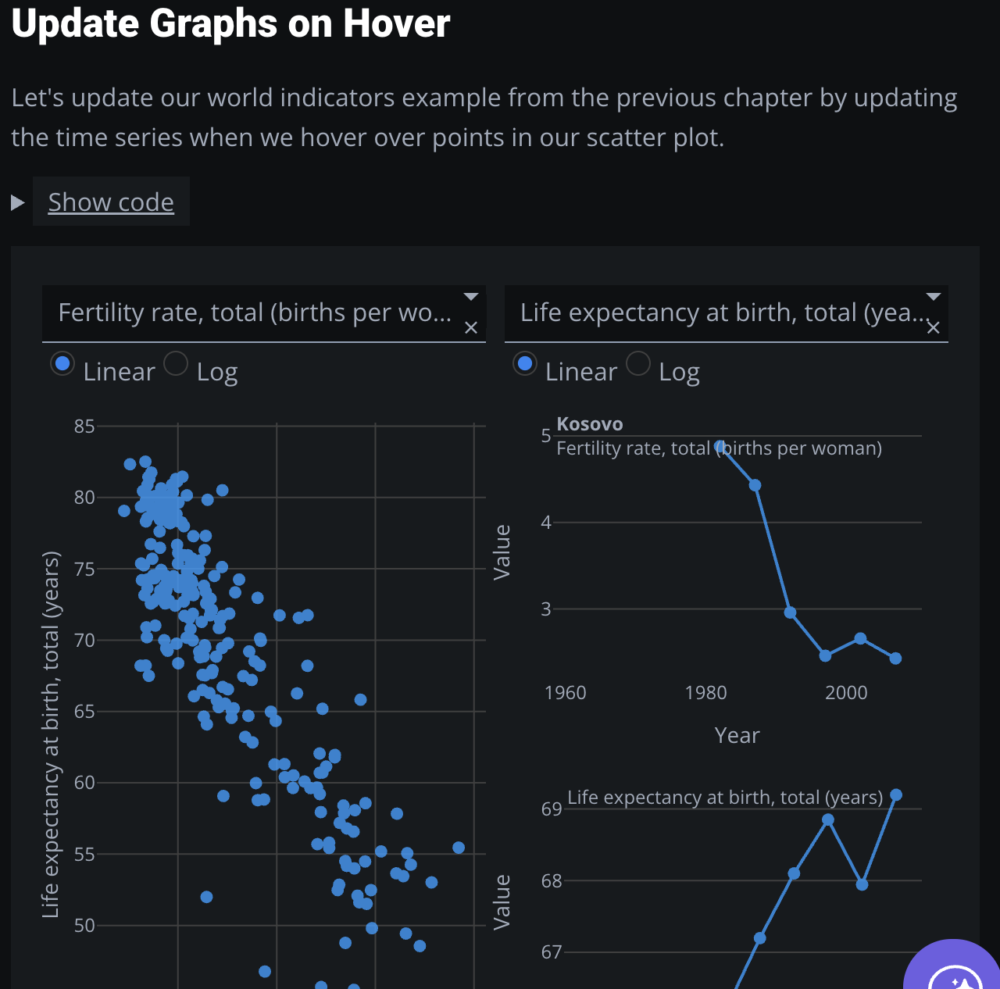 Update Graphs on Hover
Let's update our world indicators example from the previous chapter by updating
the time series when we hover over points in our scatter plot.
Show code
Fertility rate, total (births per wo...
Life expectancy at birth, total (yea...
Linear
Log
Linear
Log
85
80
75
70
65
60
55
50
Life expectancy at birth, total (years)
Kosovo
Fertility rate, total (births per woman)
5
4
3
Value
1960
1980
2000
Year
Life expectancy at birth, total (years)
69
68
67
Value